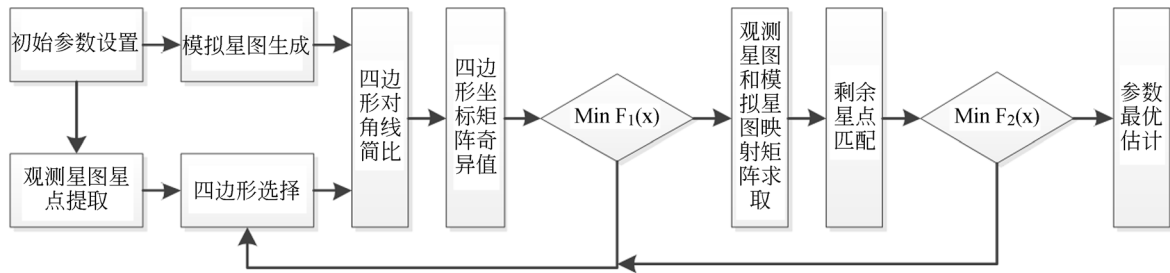 初始参数设置
模拟星图生成
观测星图星
点提取
四边形选择
四边
形对
角线
简比
四边
形坐
标矩
阵奇
异值
Min F₁(x)
观测
星图
和模
拟星
图映
射矩
阵求
取
剩余
星点
匹配
Min F₂(x)
参数
最优
估计